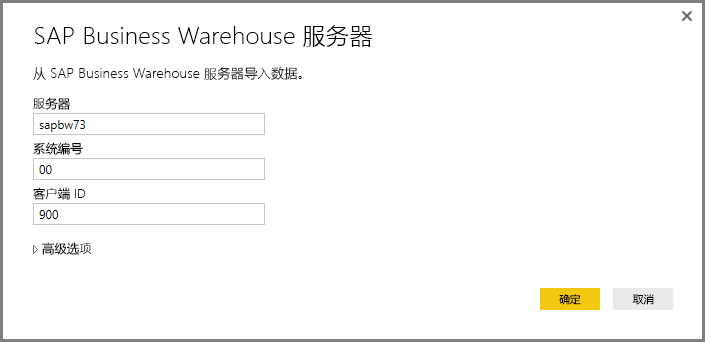 SAP Business Warehouse 服务器
从 SAP Business Warehouse 服务器导入数据。
服务器
sapbw73
系统编号
00
客户端 ID
900
高级选项
确定 取消